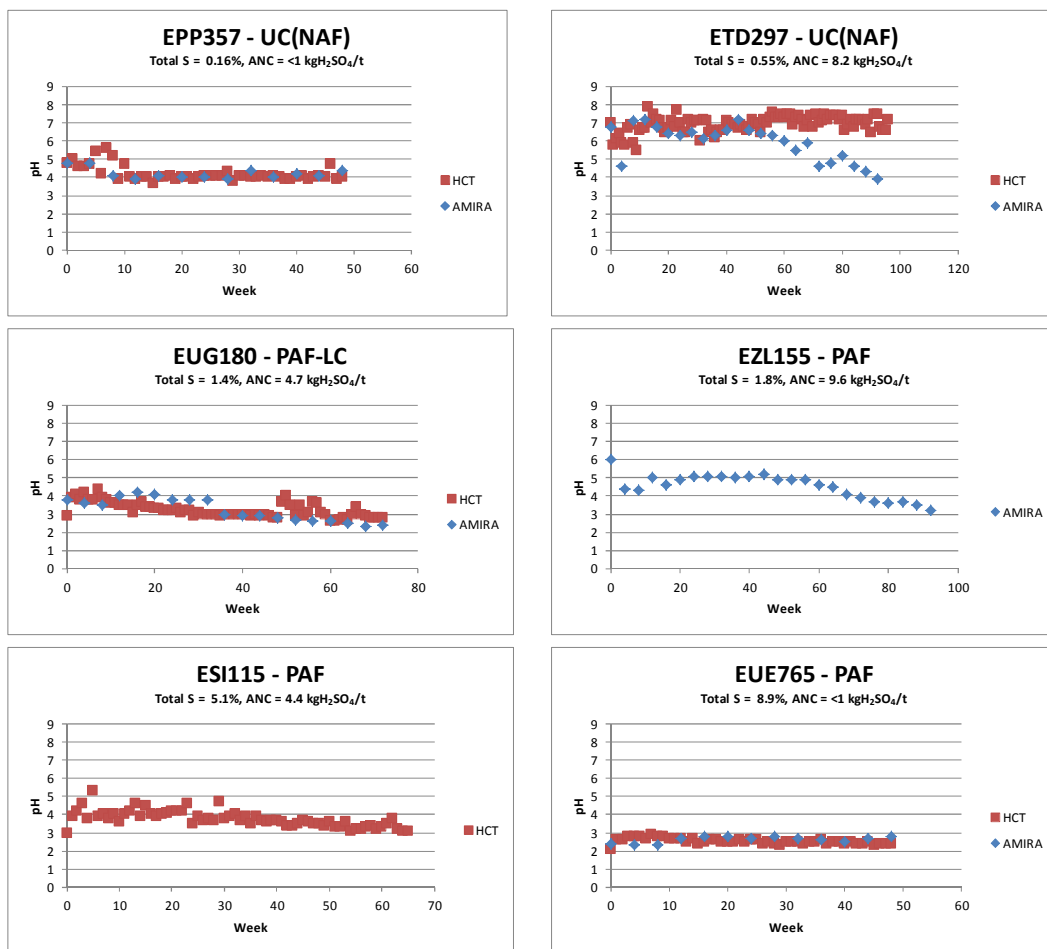 EPP357 - UC(NAF)
Total S = 0.16%, ANC = <1 kgH₂SO₄/t
9
8
7
6
5
4
3
2
1
0
pH
0 10 20 30 40 50 60
Week
HCT
AMIRA
ETD297 - UC(NAF)
Total S = 0.55%, ANC = 8.2 kgH₂SO₄/t
9
8
7
6
5
4
3
2
1
0
pH
0 20 40 60 80 100 120
Week
HCT
AMIRA
EUG180 - PAF-LC
Total S = 1.4%, ANC = 4.7 kgH₂SO₄/t
9
8
7
6
5
4
3
2
1
0
pH
0 20 40 60 80
Week
HCT
AMIRA
EZL155 - PAF
Total S = 1.8%, ANC = 9.6 kgH₂SO₄/t
9
8
7
6
5
4
3
2
1
0
pH
0 20 40 60 80 100
Week
AMIRA
ESI115 - PAF
Total S = 5.1%, ANC = 4.4 kgH₂SO₄/t
9
8
7
6
5
4
3
2
1
0
pH
0 10 20 30 40 50 60 70
Week
HCT
EUE765 - PAF
Total S = 8.9%, ANC = <1 kgH₂SO₄/t
9
8
7
6
5
4
3
2
1
0
pH
0 10 20 30 40 50 60
Week
HCT
AMIRA